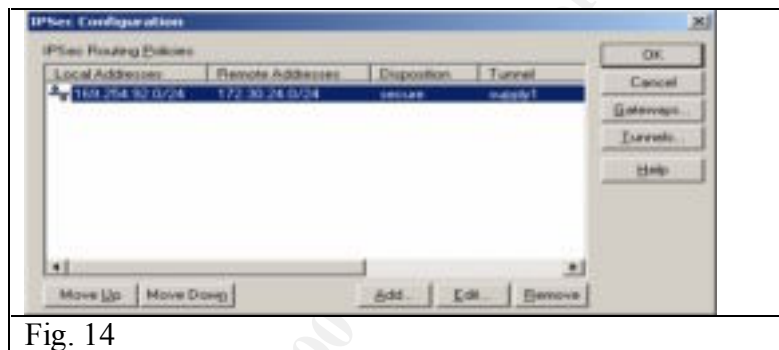 IPSec Configuration
IPSec Routing Policies
Local Addresses Remote Addresses Disposition Tunnel
169.254.92.0/24 172.30.24.0/24 secure supply1
OK
Cancel
Gateways...
Tunnels...
Help
Move Up Move Down Add... Edit... Remove
Fig. 14